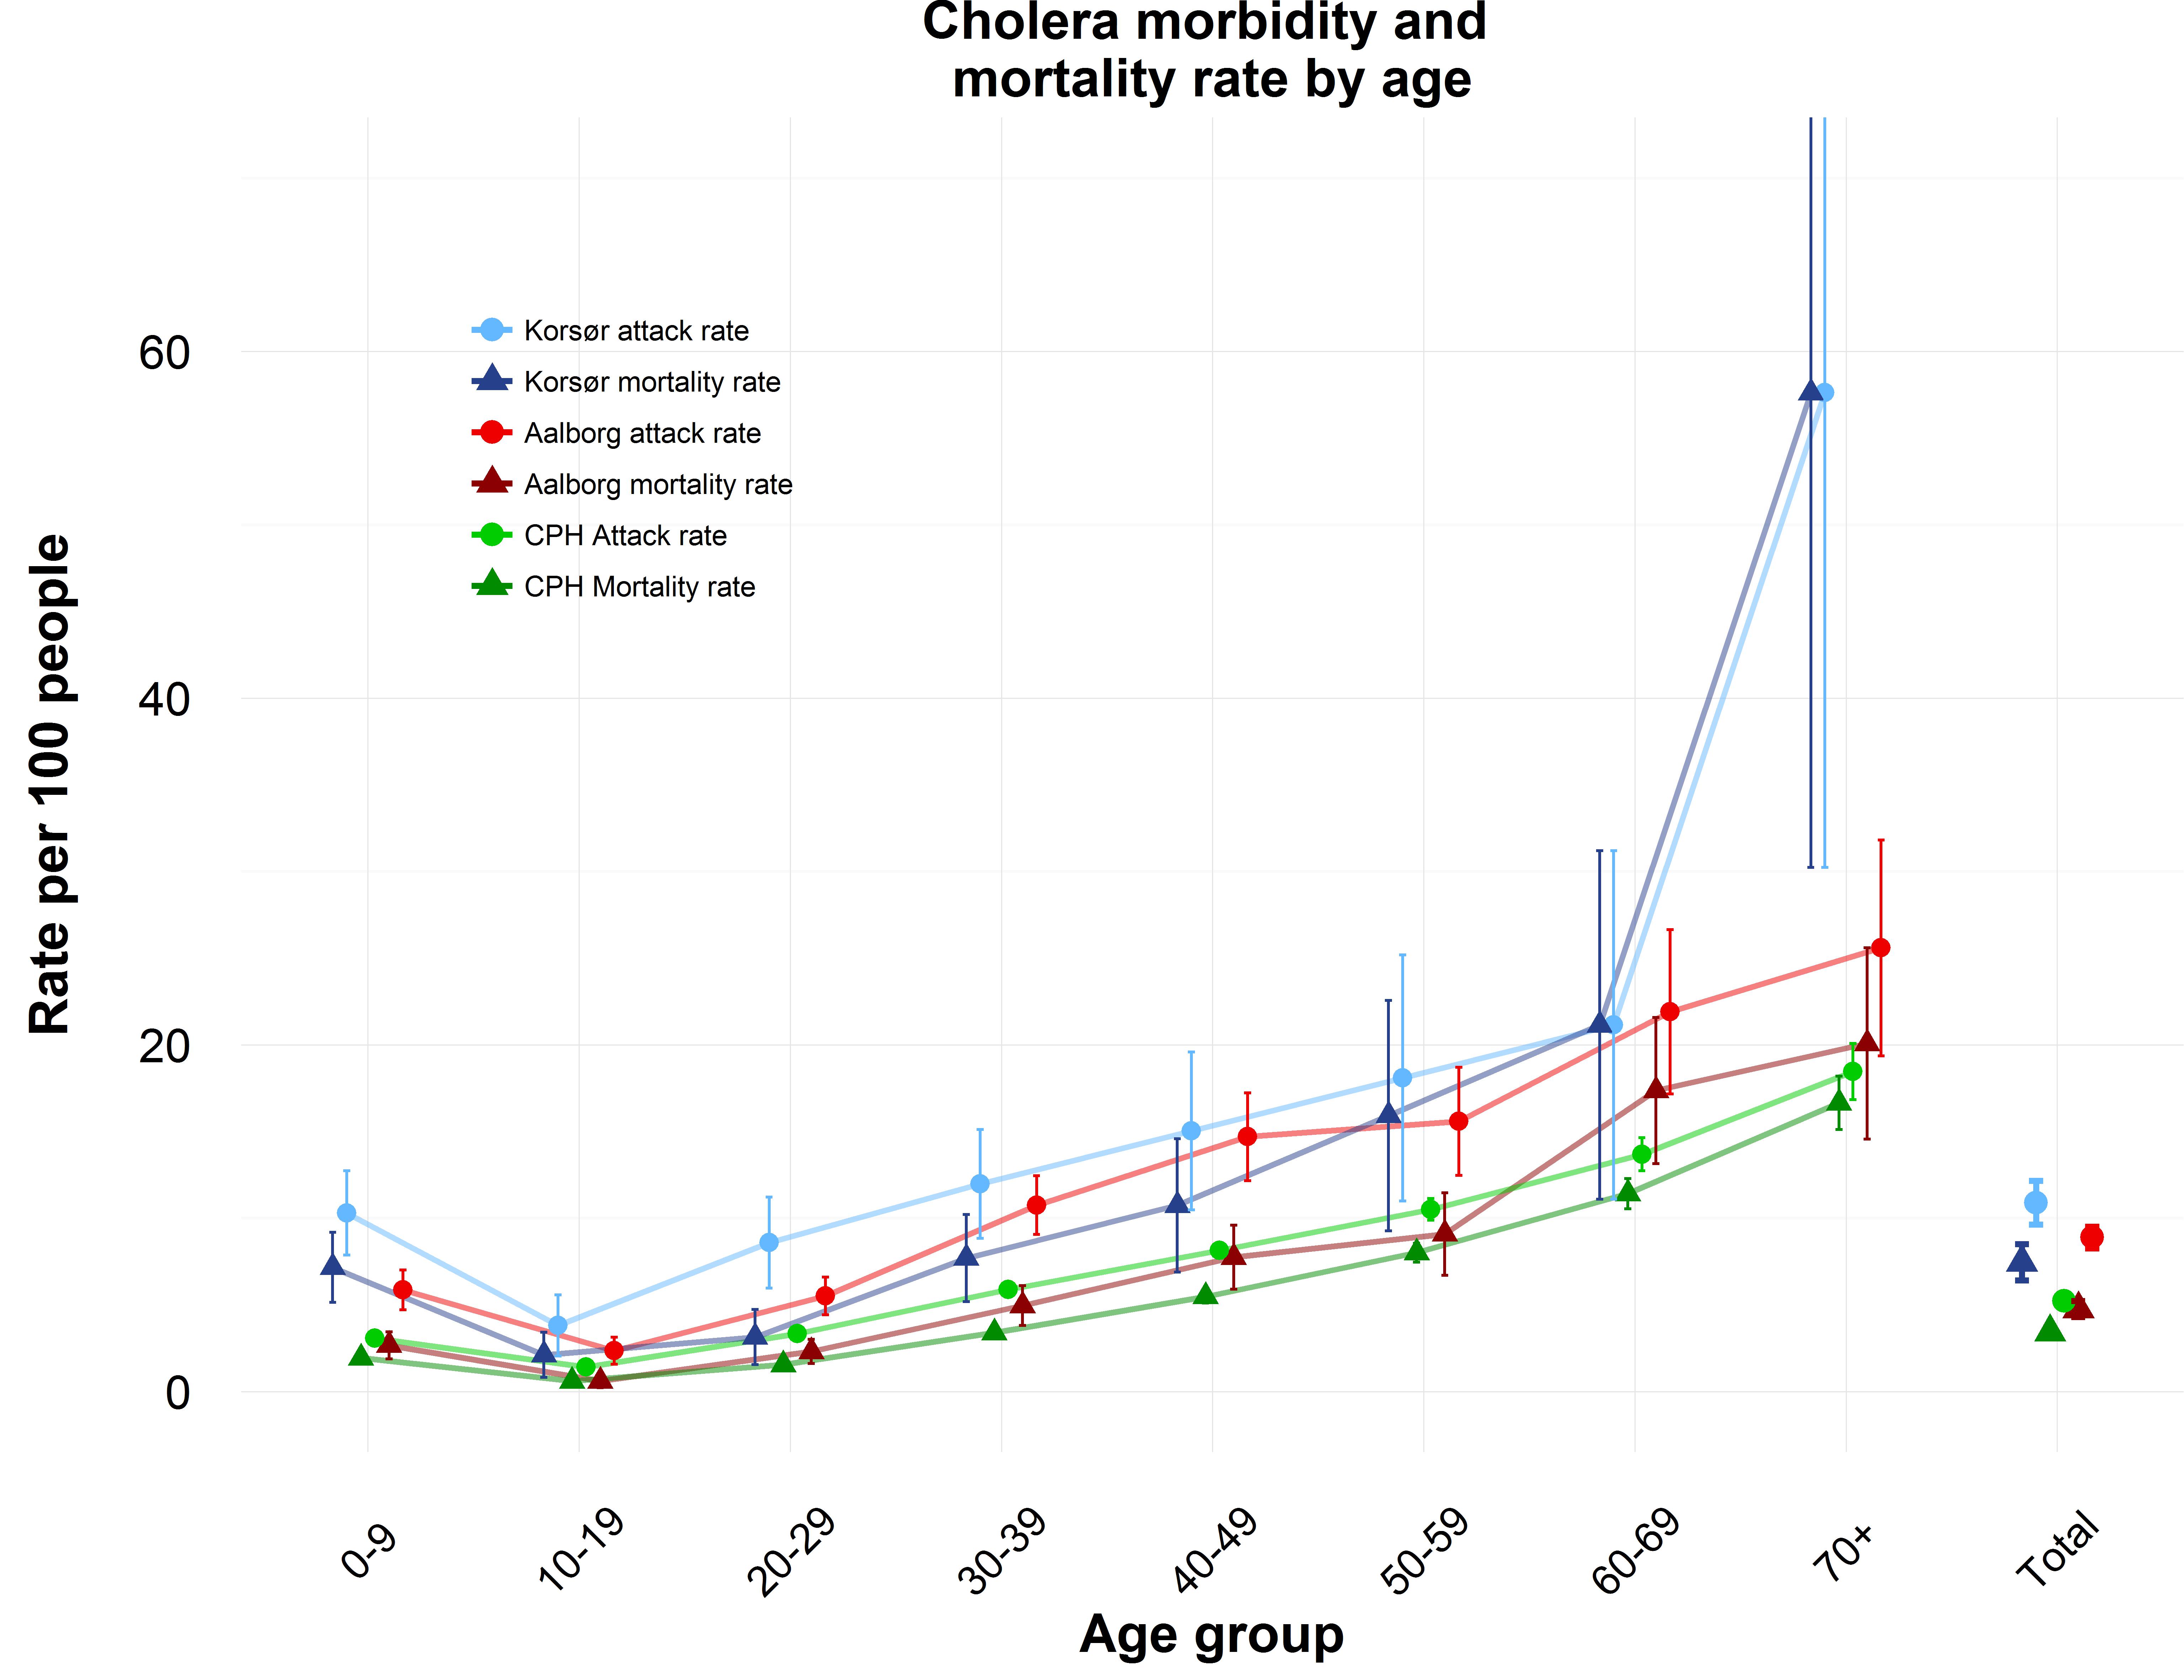 Cholera morbidity and
mortality rate by age
Rate per 100 people
60
40
20
0
Korsør attack rate
Korsør mortality rate
Aalborg attack rate
Aalborg mortality rate
CPH Attack rate
CPH Mortality rate
0-9
10-19
20-29
30-39
40-49
50-59
60-69
70+
Total
Age group